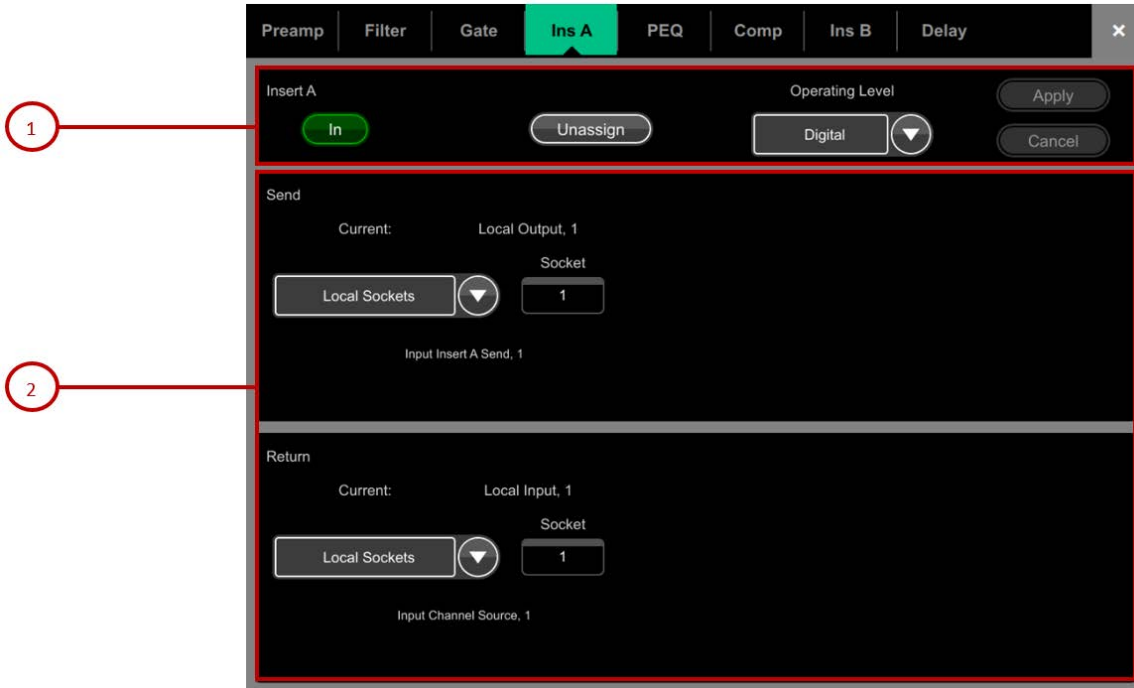 Preamp Filter Gate Ins A PEQ Comp Ins B Delay ×
Insert A Operating Level
In Unassign Digital Apply
Cancel
1
Send
Current: Local Output, 1
Socket
Local Sockets 1
Input Insert A Send, 1
2
Return
Current: Local Input, 1
Socket
Local Sockets 1
Input Channel Source, 1